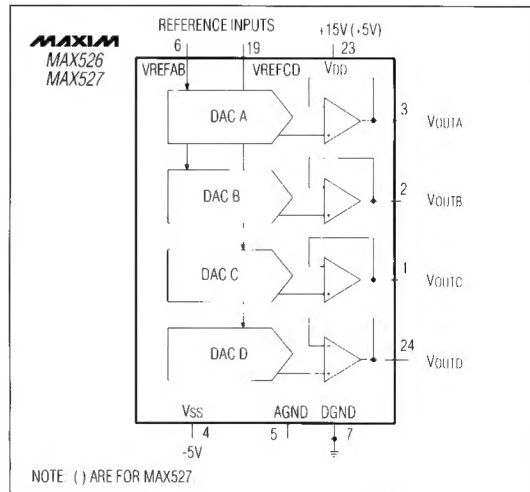 REFERENCE INPUTS
MAXIM
MAX526
MAX527
6
19
+15V (+5V)
23
VREFAB
VREFCD
VDD
DAC A
3
VOUTA
DAC B
2
VOUTB
DAC C
1
VOUTC
DAC D
24
VOUTD
VSS
AGND
DGND
4
5
7
-5V
NOTE: ( ) ARE FOR MAX527